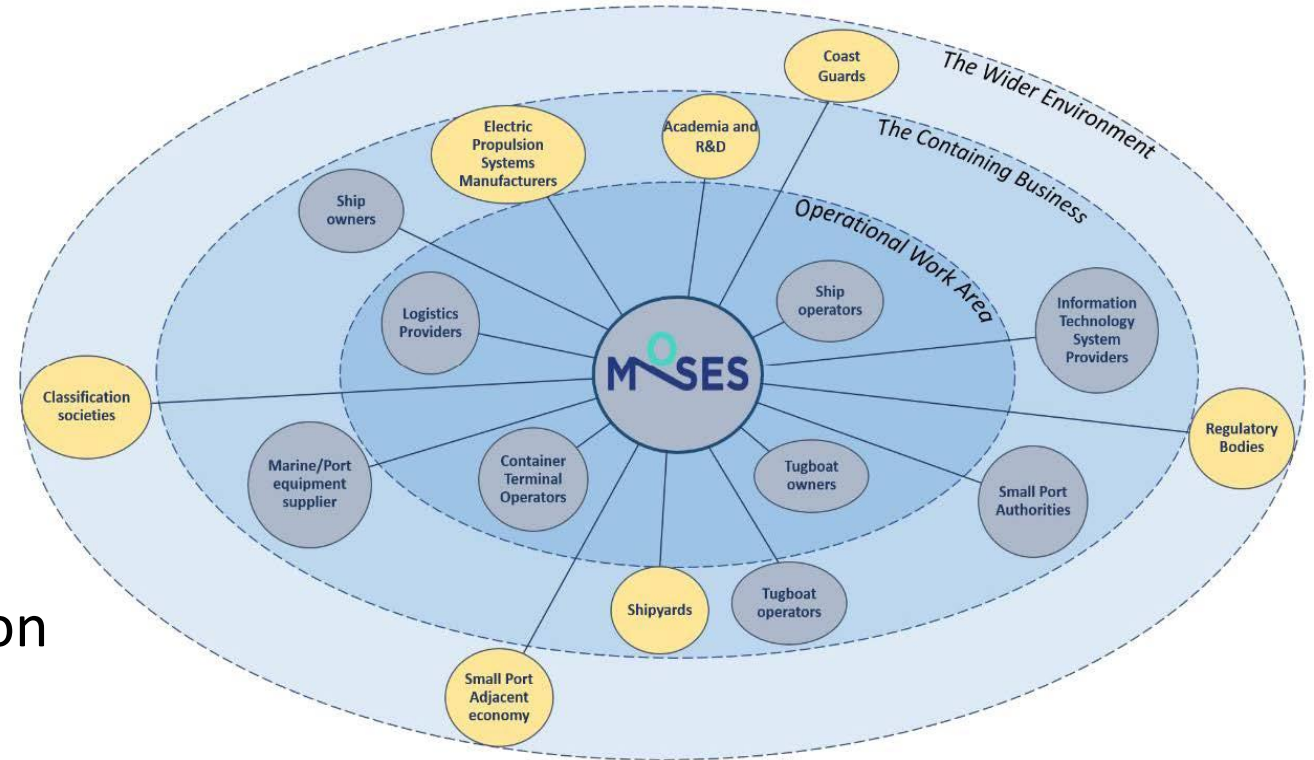 Coast
Guards
The Wider Environment
The Containing Business
Operational Work Area
Electric
Propulsion
Systems
Manufacturers
Academia and
R&D
Ship
owners
Logistics
Providers
Ship
operators
Information
Technology
System
Providers
MOSES
Classification
societies
Regulatory
Bodies
Marine/Port
equipment
supplier
Container
Terminal
Operators
Tugboat
owners
Small Port
Authorities
Shipyards
Tugboat
operators
on
Small Port
Adjacent
economy